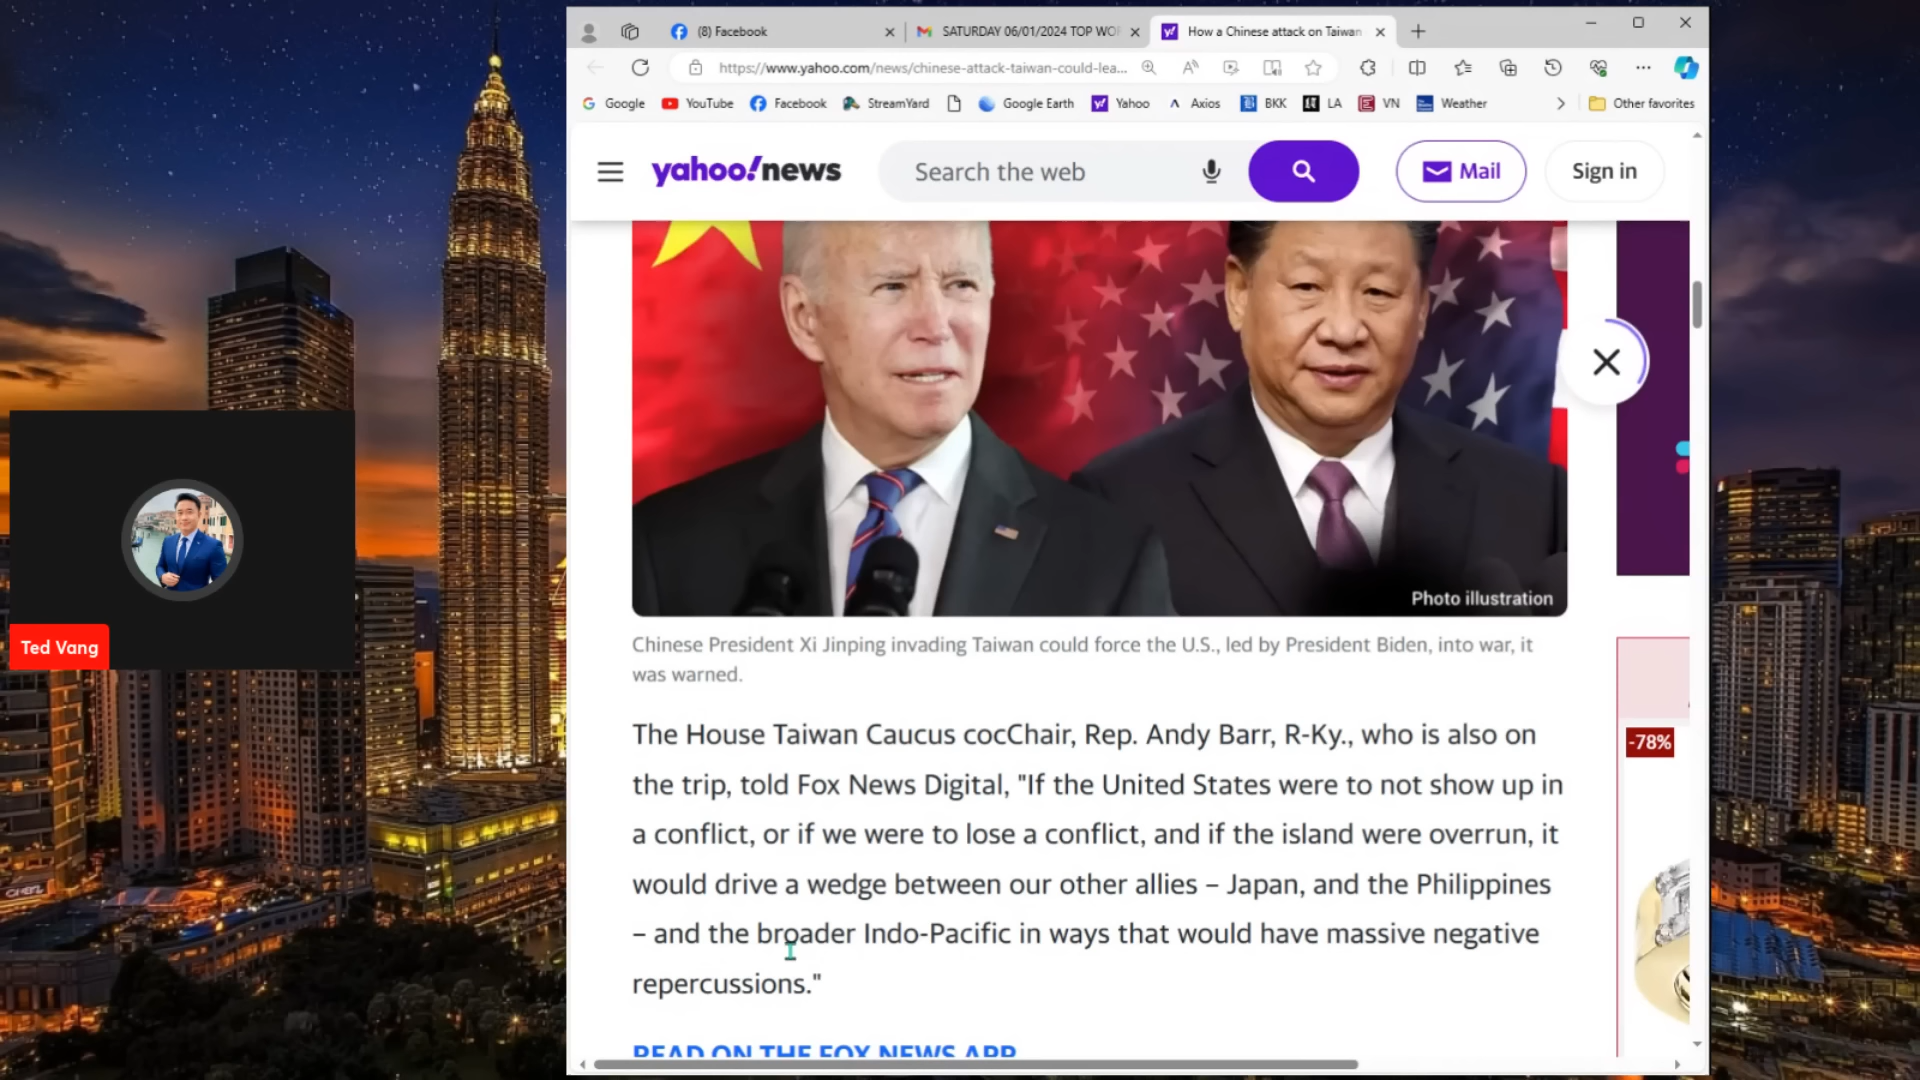 (8) Facebook
SATURDAY 06/01/2024 TOP WO
How a Chinese attack on Taiwan
https://www.yahoo.com/news/chinese-attack-taiwan-could-lea...
Google YouTube Facebook StreamYard Google Earth Yahoo Axios BKK LA VN Weather Other favorites
yahoo!news
Search the web
Mail
Sign in
Photo illustration
Chinese President Xi Jinping invading Taiwan could force the U.S., led by President Biden, into war, it
was warned.
The House Taiwan Caucus cocChair, Rep. Andy Barr, R-Ky., who is also on
the trip, told Fox News Digital, "If the United States were to not show up in
a conflict, or if we were to lose a conflict, and if the island were overrun, it
would drive a wedge between our other allies – Japan, and the Philippines
– and the broader Indo-Pacific in ways that would have massive negative
repercussions."
READ ON THE FOX NEWS APP
-78%
Ted Vang